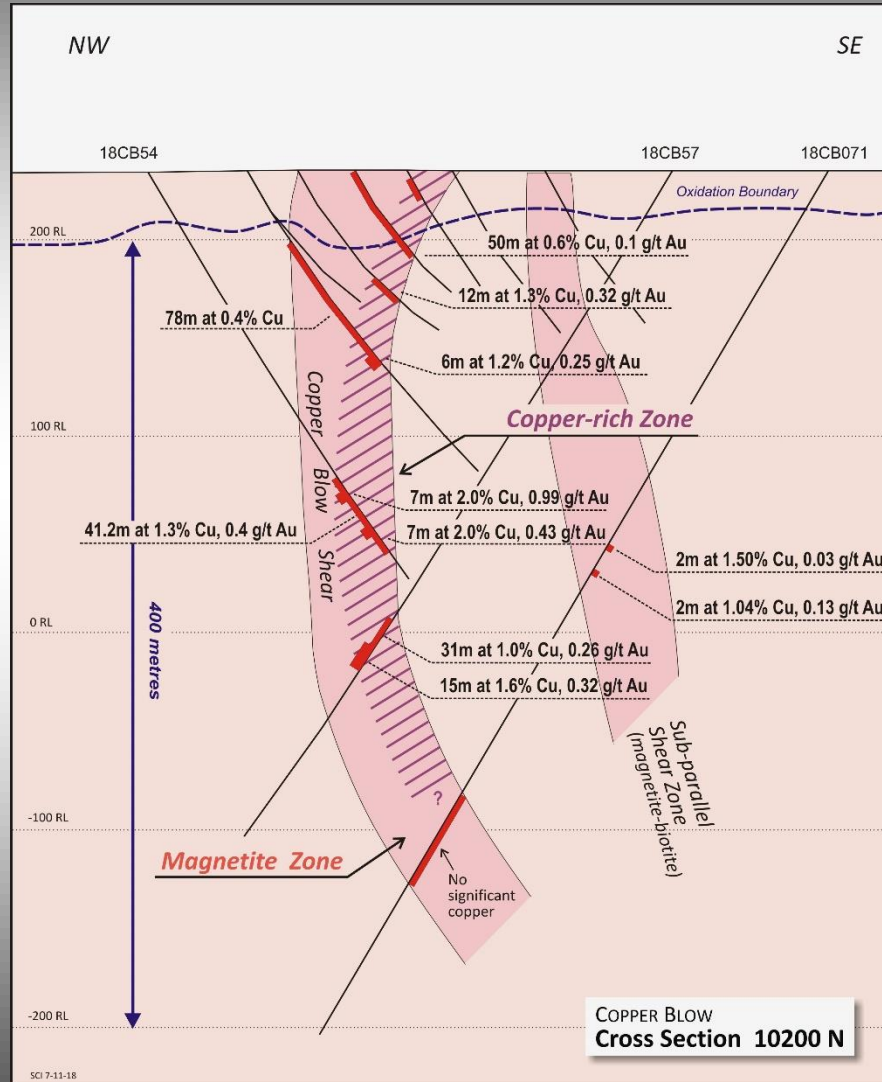 NW
SE
18CB54
18CB57
18CB071
Oxidation Boundary
200 RL
50m at 0.6% Cu, 0.1 g/t Au
12m at 1.3% Cu, 0.32 g/t Au
78m at 0.4% Cu
6m at 1.2% Cu, 0.25 g/t Au
Copper Blow Shear
Copper-rich Zone
100 RL
7m at 2.0% Cu, 0.99 g/t Au
41.2m at 1.3% Cu, 0.4 g/t Au
7m at 2.0% Cu, 0.43 g/t Au
2m at 1.50% Cu, 0.03 g/t Au
2m at 1.04% Cu, 0.13 g/t Au
400 metres
0 RL
31m at 1.0% Cu, 0.26 g/t Au
15m at 1.6% Cu, 0.32 g/t Au
Sub-parallel
Shear Zone
(magnetite-biotite)
?
-100 RL
Magnetite Zone
No
significant
copper
-200 RL
COPPER BLOW
Cross Section 10200 N
SCI 7-11-18